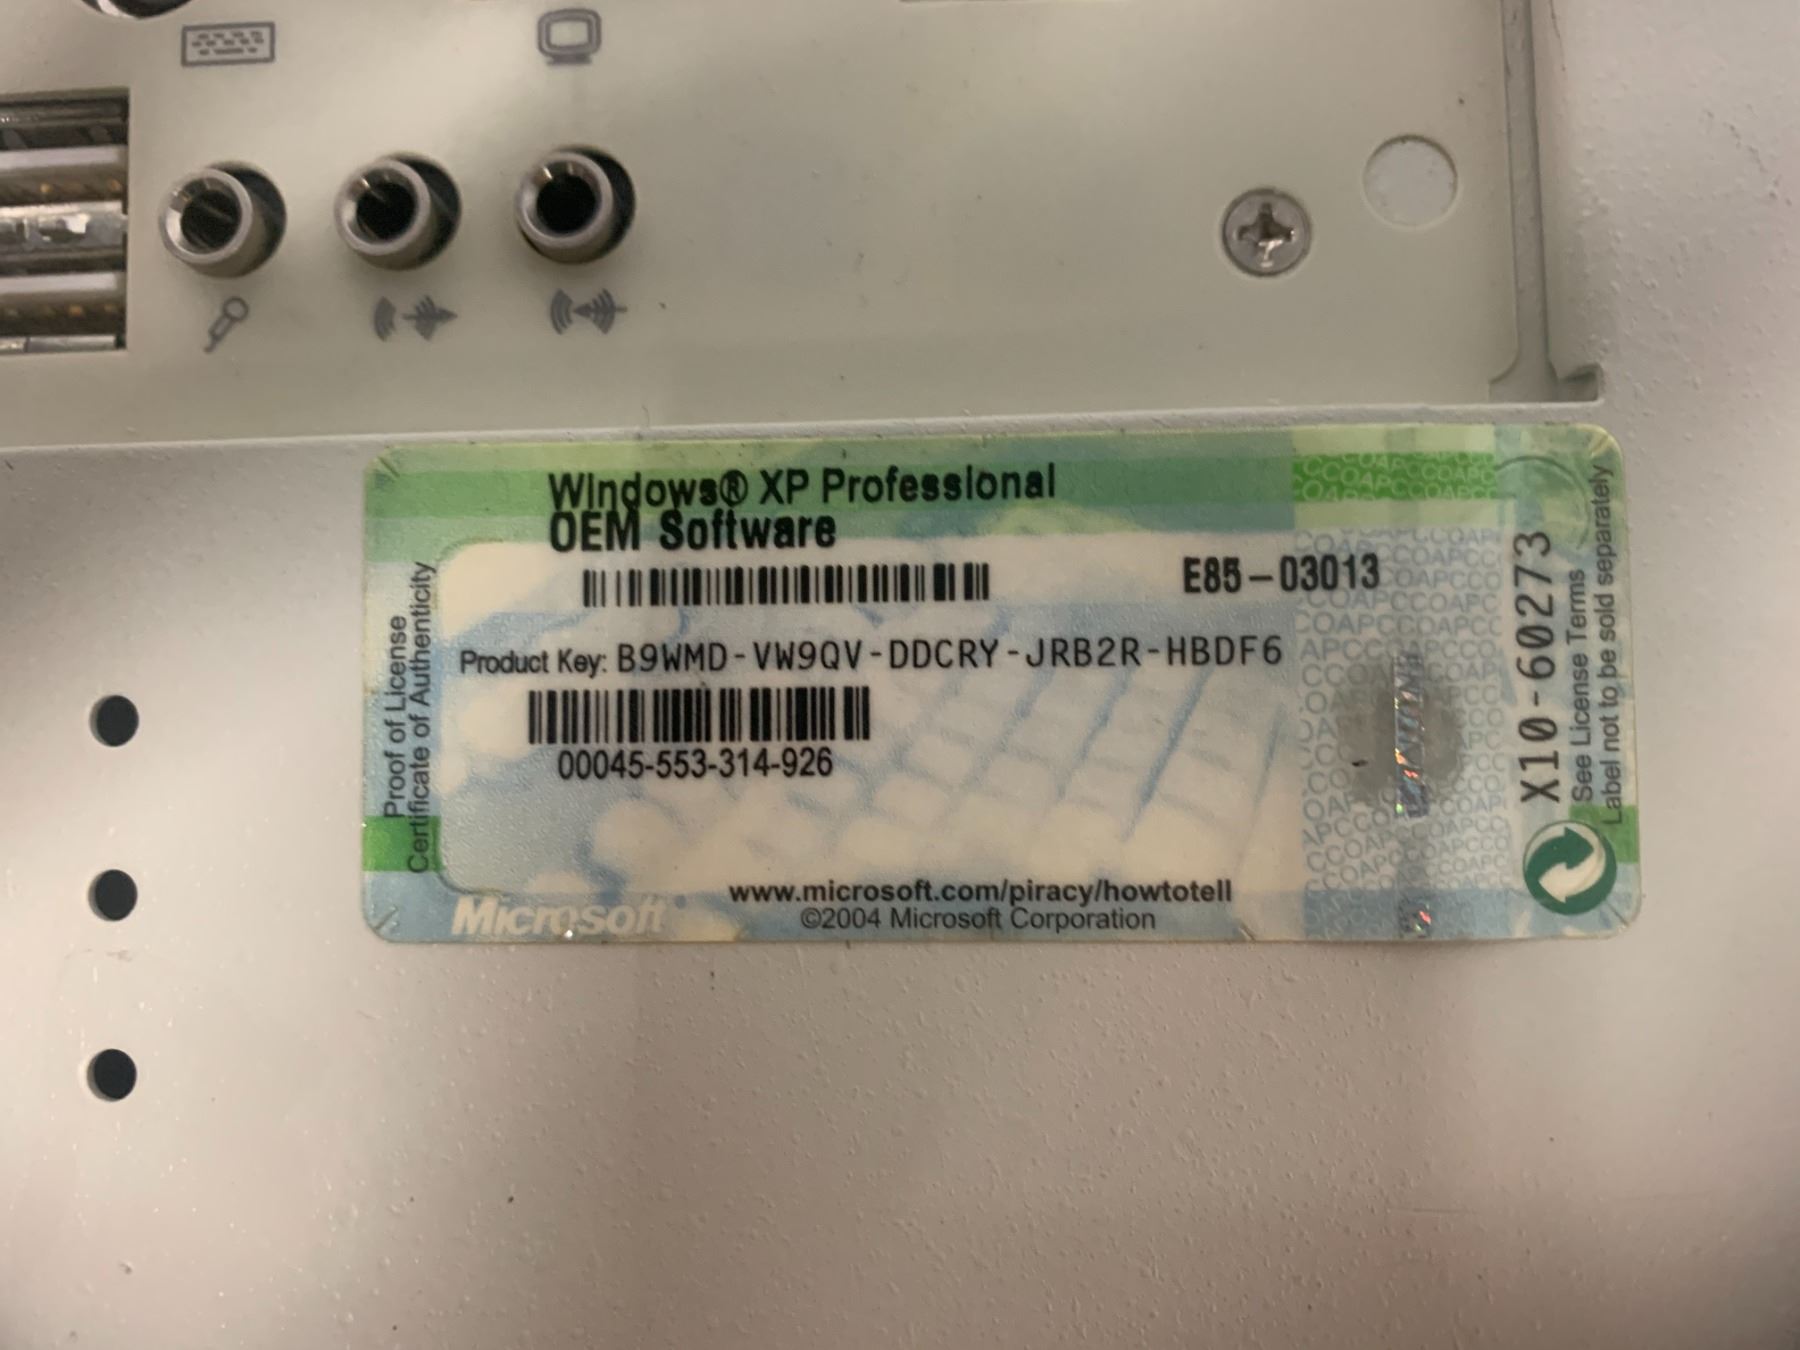 Windows® XP Professional
OEM Software
E85-03013
Product Key: B9WMD-VW9QV-DDCRY-JRB2R-HBDF6
00045-553-314-926
www.microsoft.com/piracy/howtotell
©2004 Microsoft Corporation
Microsoft
Proof of License
Certificate of Authenticity
X10-60273
See License Terms
Label not to be sold separately